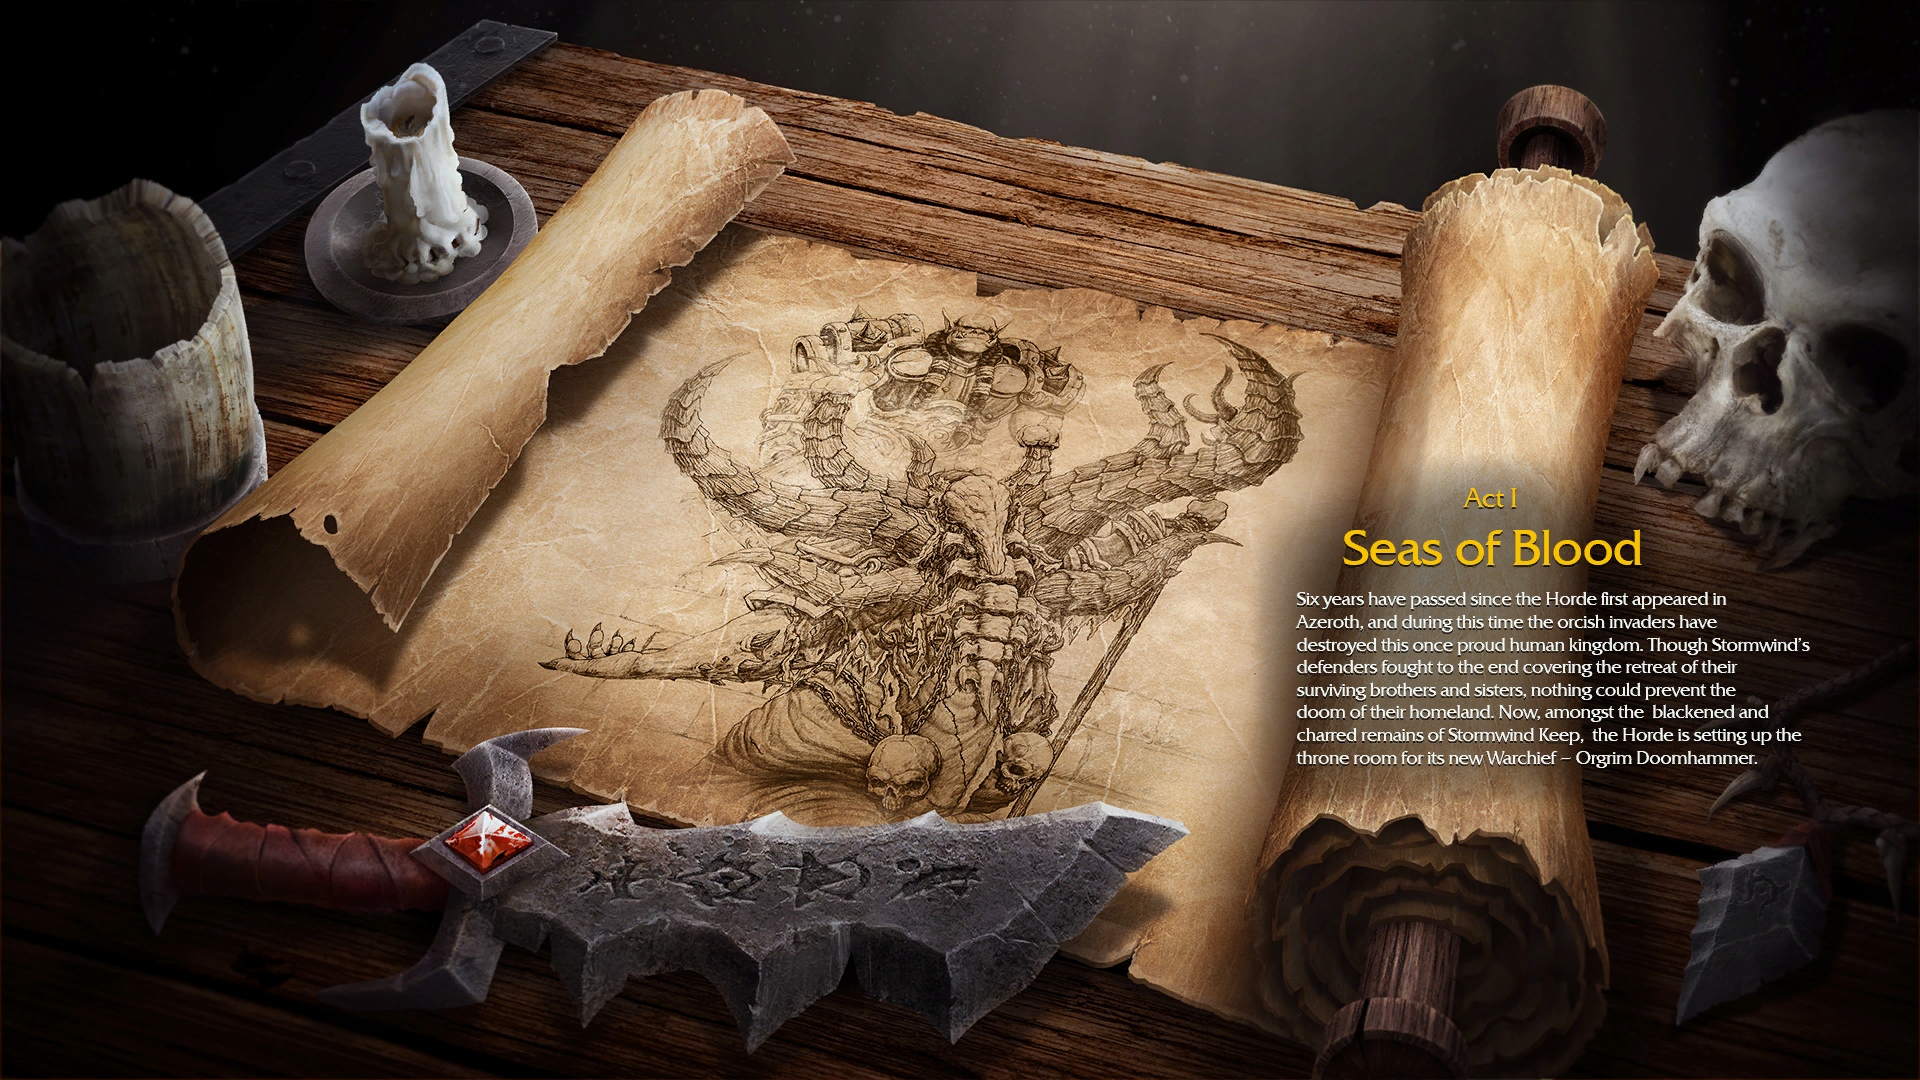 Act I
Seas of Blood
Six years have passed since the Horde first appeared in
Azeroth, and during this time the orcish invaders have
destroyed this once proud human kingdom. Though Stormwind's
defenders fought to the end covering the retreat of their
surviving brothers and sisters, nothing could prevent the
doom of their homeland. Now, amongst the  blackened and
charred remains of Stormwind Keep,  the Horde is setting up the
throne room for its new Warchief – Orgrim Doomhammer.